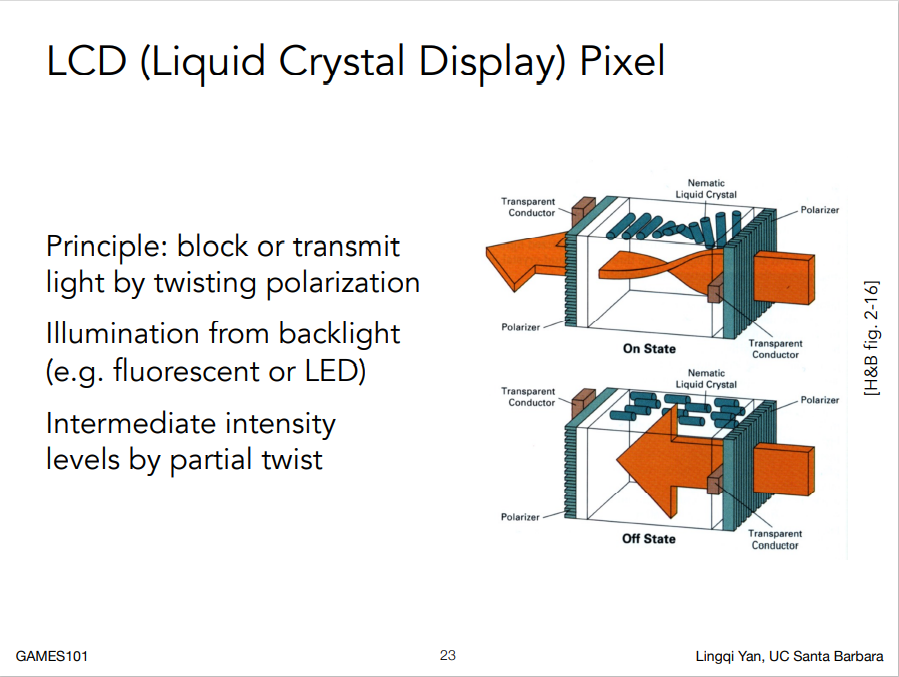 LCD (Liquid Crystal Display) Pixel
Principle: block or transmit
light by twisting polarization
Illumination from backlight
(e.g. fluorescent or LED)
Intermediate intensity
levels by partial twist
Nematic
Liquid Crystal
Transparent
Conductor
Polarizer
Polarizer
On State
Transparent
Conductor
Nematic
Liquid Crystal
Transparent
Conductor
Polarizer
Polarizer
Off State
Transparent
Conductor
[H&B fig. 2-16]
GAMES101
23
Lingqi Yan, UC Santa Barbara